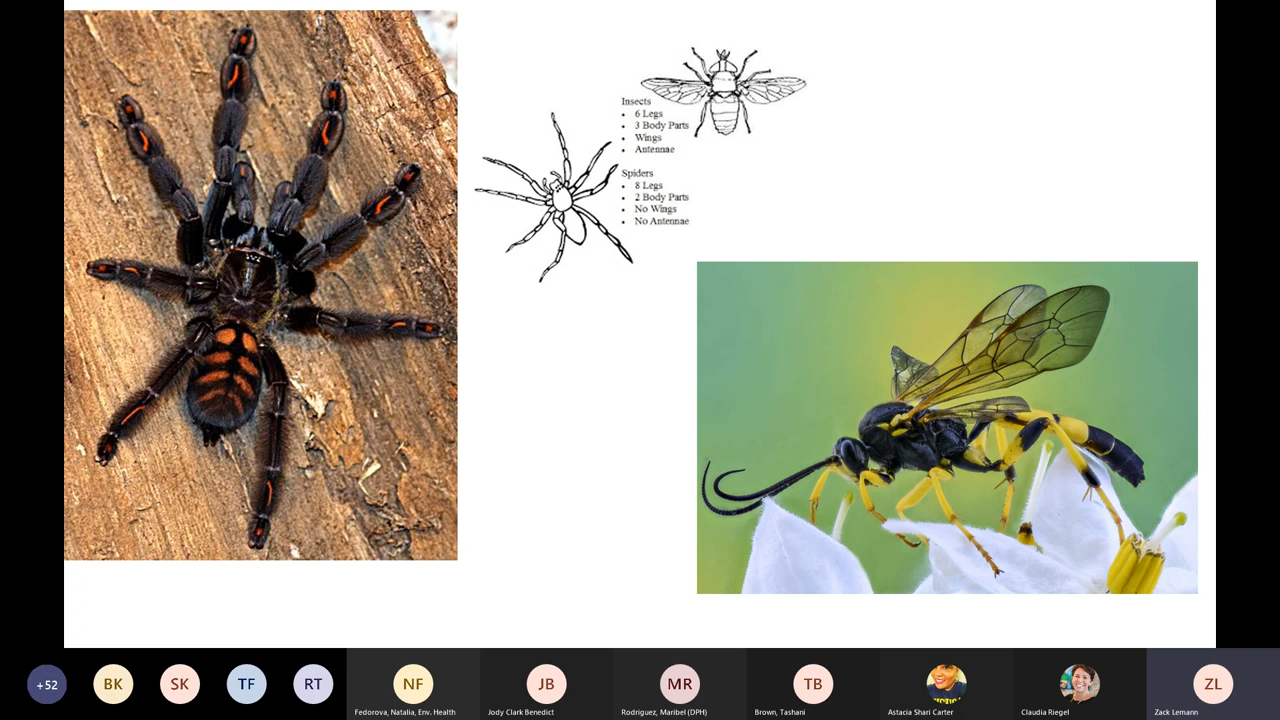 Insects
• 6 Legs
• 3 Body Parts
• Wings
• Antennae
Spiders
• 8 Legs
• 2 Body Parts
• No Wings
• No Antennae
+52
BK
SK
TF
RT
NF
JB
MR
TB
ZL
Fedorova, Natalia, Env. Health
Jody Clark Benedict
Rodriguez, Maribel (DPH)
Brown, Tashani
Astacia Shari Carter
Claudia Riegel
Zack Lemann